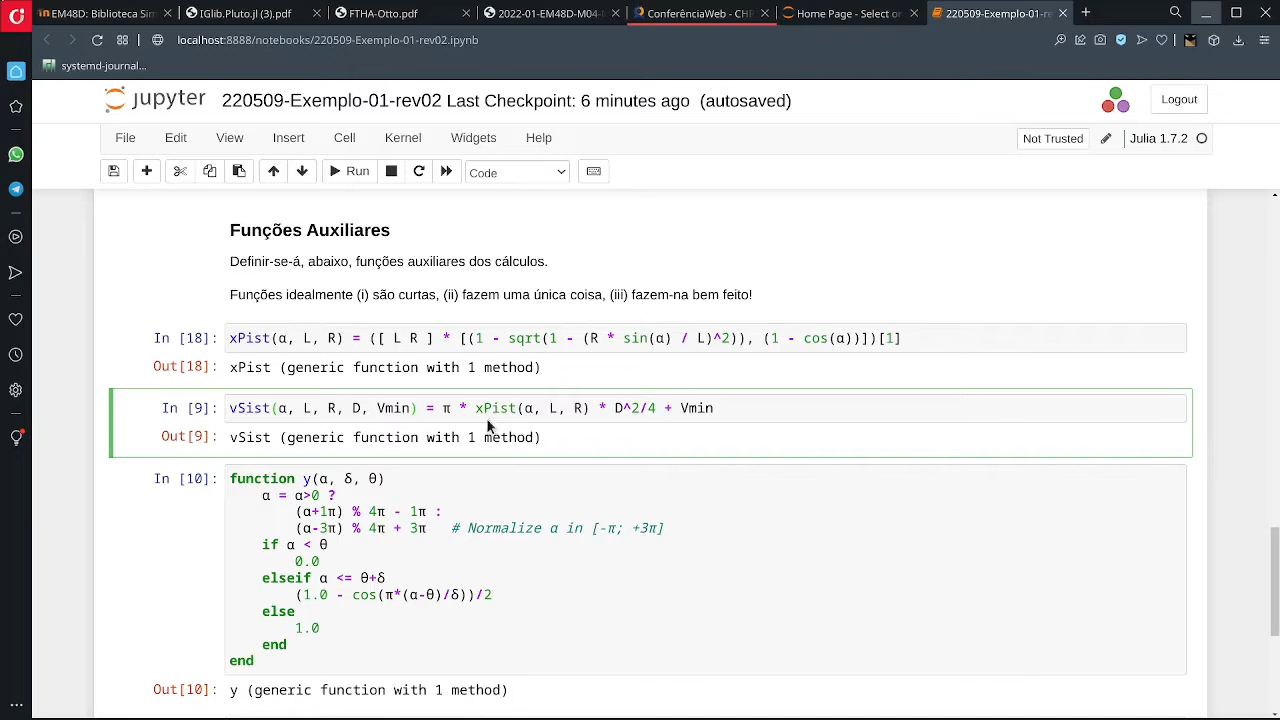 EM48D: Biblioteca Sim
IGlib.Pluto.jl (3).pdf
FTHA-Otto.pdf
2022-01-EM48D-M04-
ConferênciaWeb - CHP
Home Page - Select or
220509-Exemplo-01-re
localhost:8888/notebooks/220509-Exemplo-01-rev02.ipynb
systemd-journal...
jupyter 220509-Exemplo-01-rev02 Last Checkpoint: 6 minutes ago (autosaved)
Logout
File Edit View Insert Cell Kernel Widgets Help
Not Trusted
Julia 1.7.2
Run
Code
Funções Auxiliares
Definir-se-á, abaixo, funções auxiliares dos cálculos.
Funções idealmente (i) são curtas, (ii) fazem uma única coisa, (iii) fazem-na bem feito!
In [18]: xPist(α, L, R) = ([ L R ] * [(1 - sqrt(1 - (R * sin(α) / L)^2)), (1 - cos(α))])[1]
Out[18]: xPist (generic function with 1 method)
In [9]: vSist(α, L, R, D, Vmin) = π * xPist(α, L, R) * D^2/4 + Vmin
Out[9]: vSist (generic function with 1 method)
In [10]: function y(α, δ, θ)
α = α>0 ?
(α+1π) % 4π - 1π :
(α-3π) % 4π + 3π # Normalize α in [-π; +3π]
if α < θ
0.0
elseif α <= θ+δ
(1.0 - cos(π*(α-θ)/δ))/2
else
1.0
end
end
Out[10]: y (generic function with 1 method)